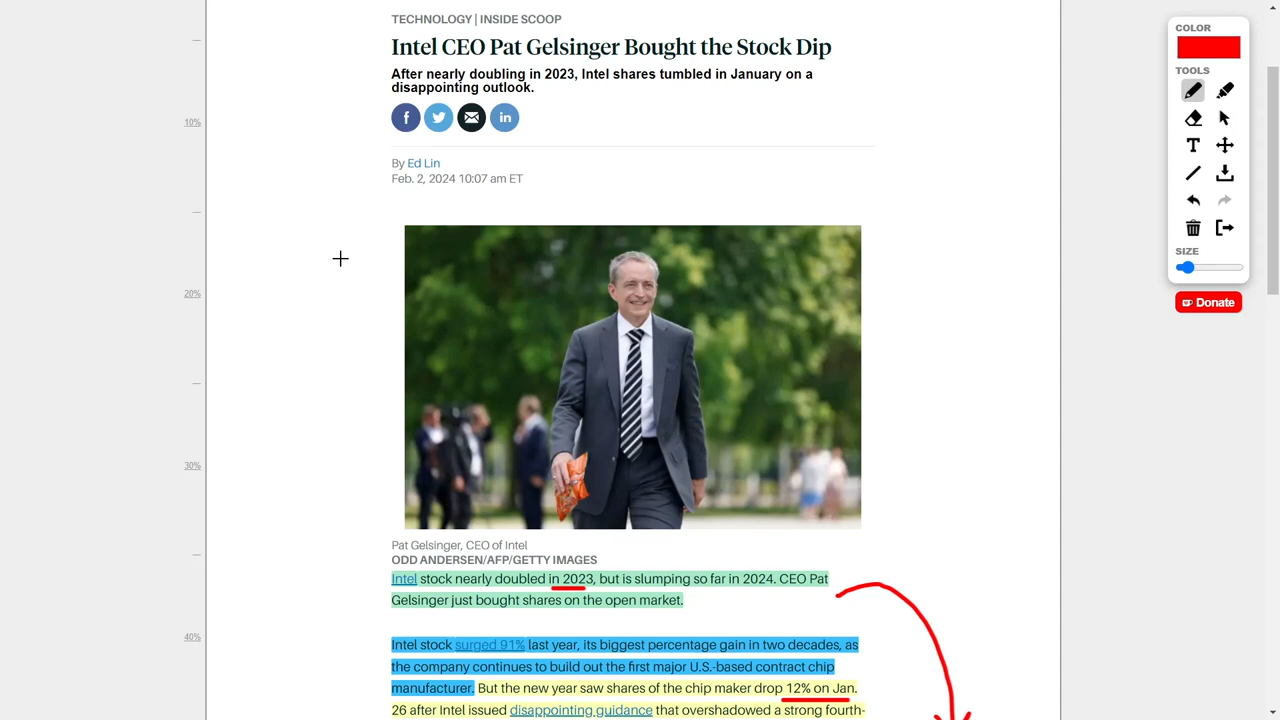 TECHNOLOGY | INSIDE SCOOP
Intel CEO Pat Gelsinger Bought the Stock Dip
After nearly doubling in 2023, Intel shares tumbled in January on a
disappointing outlook.
By Ed Lin
Feb. 2, 2024 10:07 am ET
Pat Gelsinger, CEO of Intel
ODD ANDERSEN/AFP/GETTY IMAGES
Intel stock nearly doubled in 2023, but is slumping so far in 2024. CEO Pat
Gelsinger just bought shares on the open market.
Intel stock surged 91% last year, its biggest percentage gain in two decades, as
the company continues to build out the first major U.S.-based contract chip
manufacturer. But the new year saw shares of the chip maker drop 12% on Jan.
26 after Intel issued disappointing guidance that overshadowed a strong fourth-
10%
20%
30%
40%
COLOR
TOOLS
SIZE
Donate